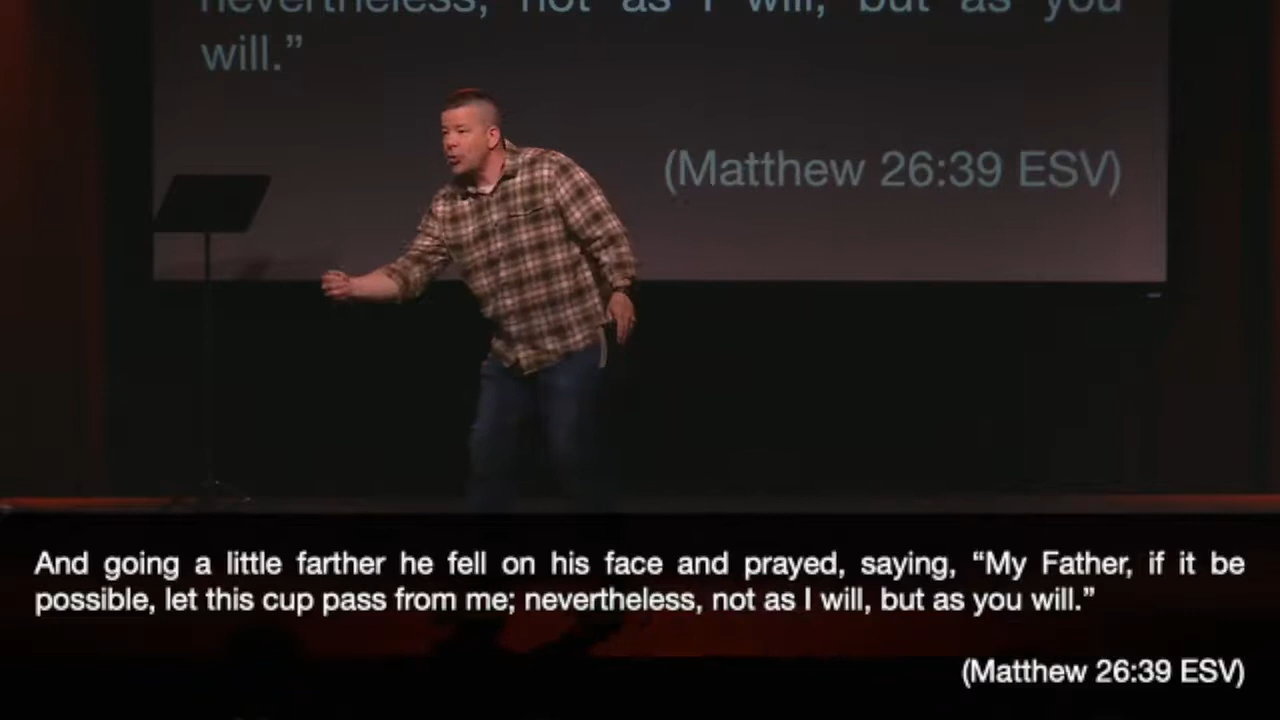 nevertheless, not as I will, but as you
will.”
(Matthew 26:39 ESV)
And going a little farther he fell on his face and prayed, saying, “My Father, if it be
possible, let this cup pass from me; nevertheless, not as I will, but as you will.”
(Matthew 26:39 ESV)